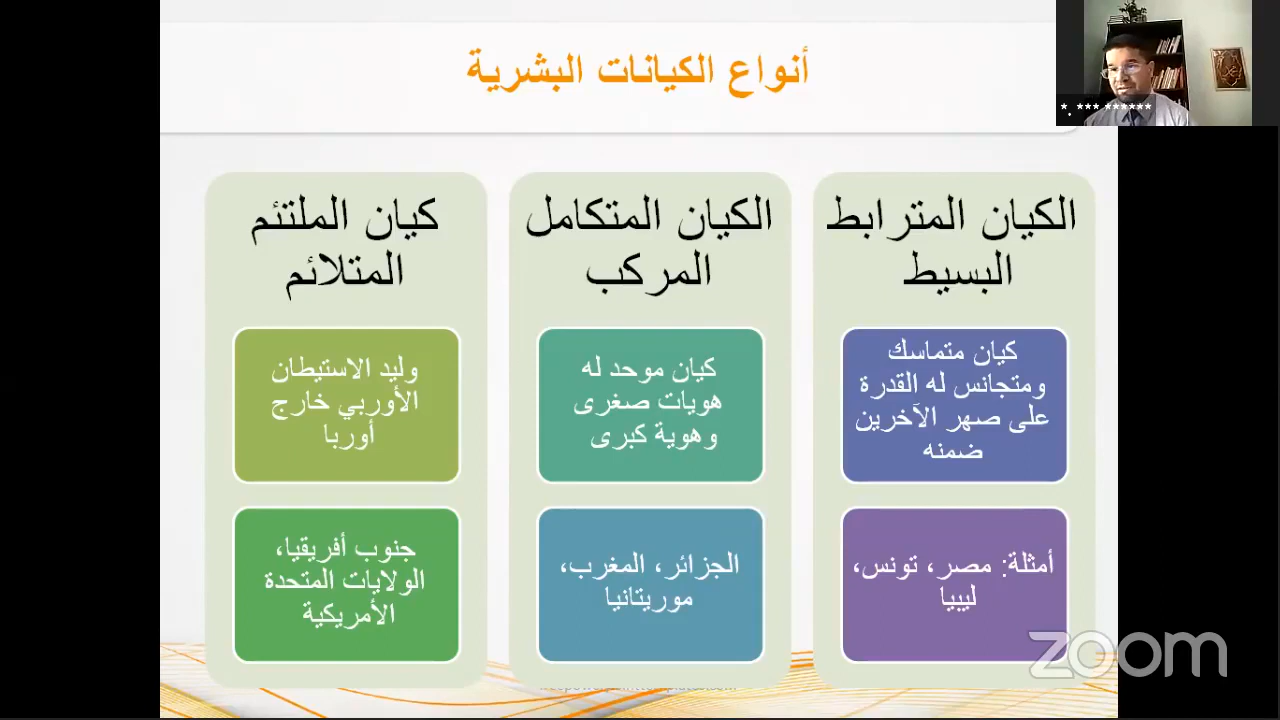 أنواع الكيانات البشرية
*. *** ******
الكيان المترابط
البسيط
كيان متماسك
ومتجانس له القدرة
على صهر الآخرين
ضمنه
أمثلة: مصر، تونس،
ليبيا
الكيان المتكامل
المركب
كيان موحد له
هويات صغرى
وهوية كبرى
الجزائر، المغرب،
موريتانيا
كيان الملتئم
المتلائم
وليد الاستيطان
الأوربي خارج
أوربا
جنوب أفريقيا،
الولايات المتحدة
الأمريكية
zoom